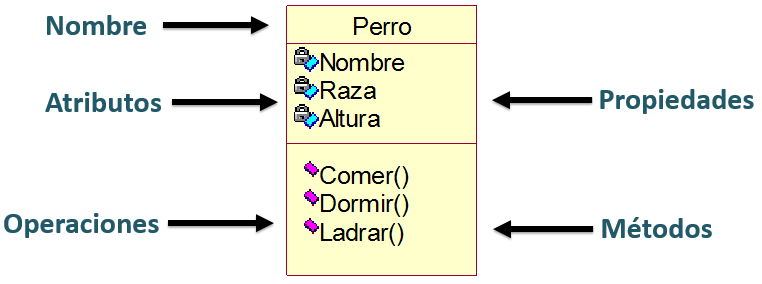 Nombre
Perro
Nombre
Raza
Altura
Atributos
Propiedades
Comer()
Dormir()
Ladrar()
Operaciones
Métodos